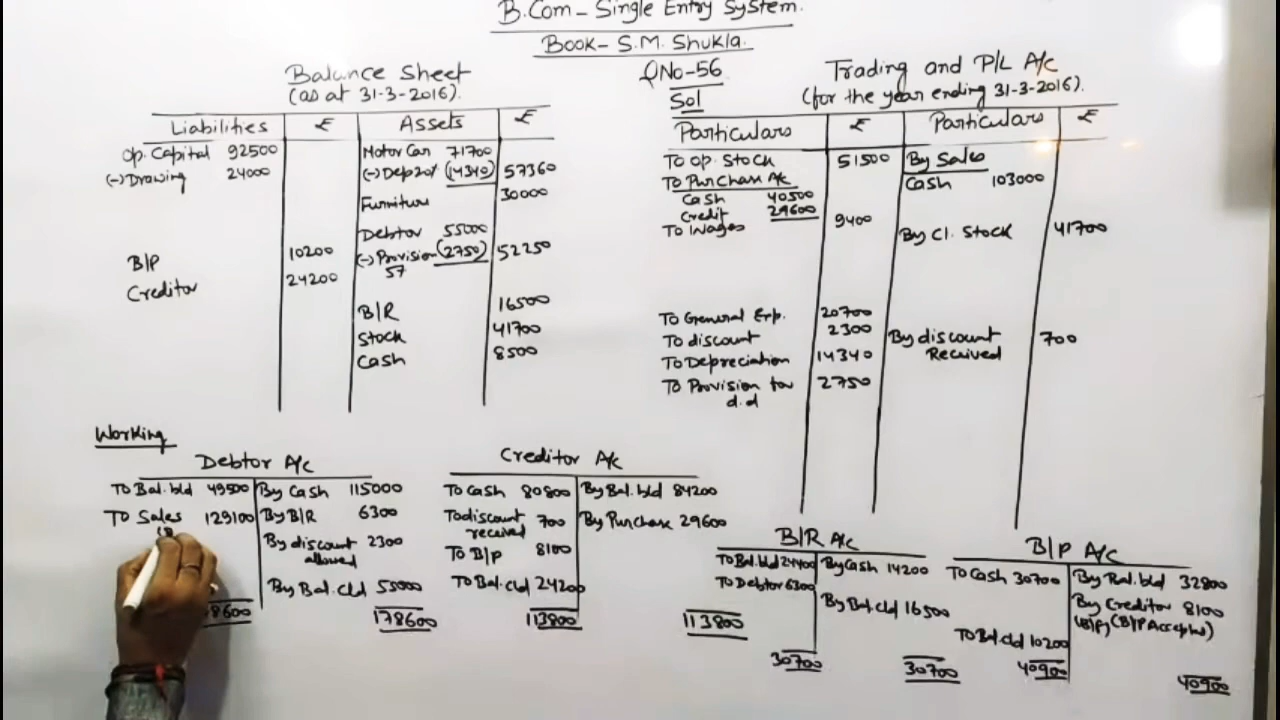 B.Com - Single Entry System.
Book - S.M. Shukla.
QNo-56
Sol
Balance Sheet
(as at 31-3-2016).
Liabilities ₹ Assets ₹
Op. Capital 92500
(-) Drawing 24000
B/P 10200
Creditor 24200
Motor Car 71700
(-) Dep 20% (14340) 57360
Furniture 30000
Debtor 55000
(-) Provision (2750) 52250
B/R 16500
Stock 41700
Cash 8500
Trading and P/L A/c
(for the year ending 31-3-2016).
Particulars ₹ Particulars ₹
To Op. Stock 51500
To Purchase A/c
Cash 40500
Credit 29600
To Wages 9400
To General Exp. 20700
To discount 2300
To Depreciation 14340
To Provision for 2750
d.d
By Sales
Cash 103000
By Cl. Stock 41700
By discount 700
Received
Working
Debtor A/c
To Bal. b/d 49500 By Cash 115000
To Sales 129100 By B/R 6300
By discount 2300
allowed
By Bal. c/d 55000
8600 178600
Creditor A/c
To Cash 80800 By Bal. b/d 84200
To discount 700 By Purchase 29600
received
To B/P 8100
To Bal. c/d 24200
113800 113800
B/R A/c
To Bal. b/d 24400 By Cash 14200
To Debtor 6300
By Bal. c/d 16500
30700 30700
B/P A/c
To Cash 30700 By Bal. b/d 32800
By Creditor 8100
(B/P Accepted)
To Bal. c/d 10200
40900 40900